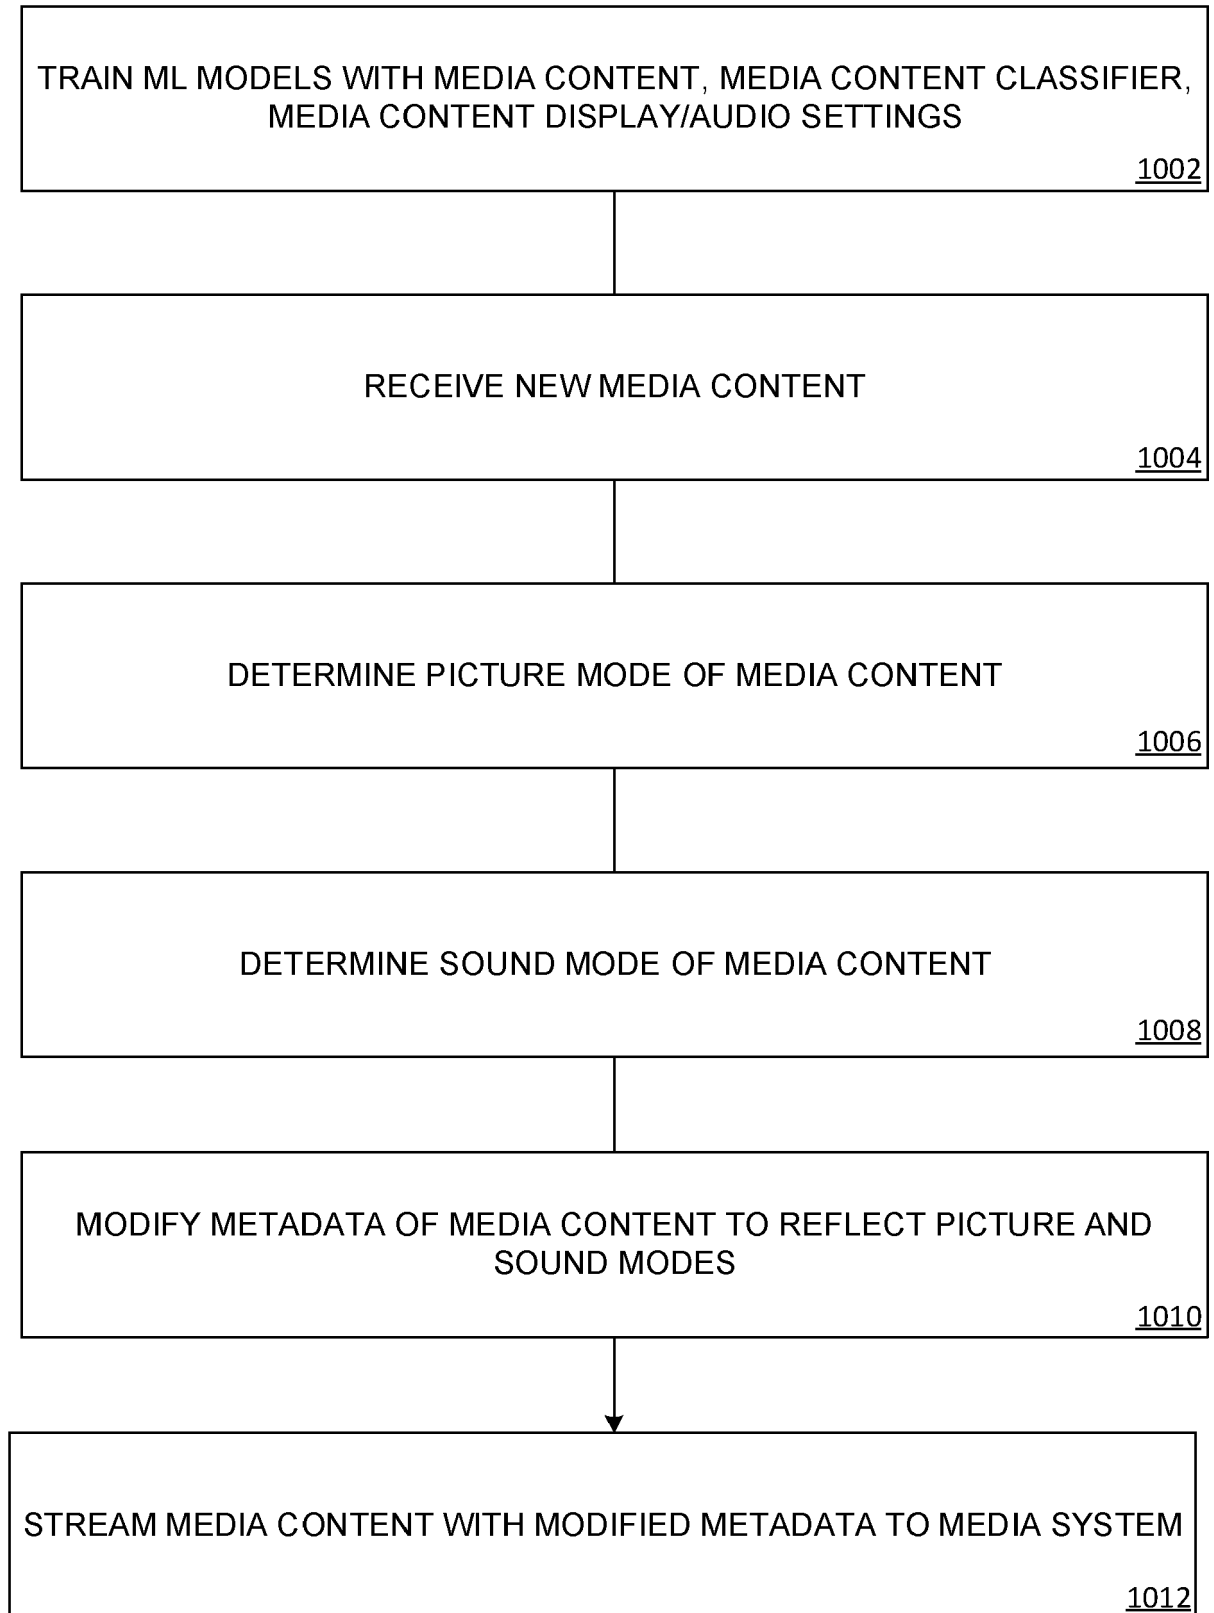 TRAIN ML MODELS WITH MEDIA CONTENT, MEDIA CONTENT CLASSIFIER,
MEDIA CONTENT DISPLAY/AUDIO SETTINGS
1002
RECEIVE NEW MEDIA CONTENT
1004
DETERMINE PICTURE MODE OF MEDIA CONTENT
1006
DETERMINE SOUND MODE OF MEDIA CONTENT
1008
MODIFY METADATA OF MEDIA CONTENT TO REFLECT PICTURE AND
SOUND MODES
1010
STREAM MEDIA CONTENT WITH MODIFIED METADATA TO MEDIA SYSTEM
1012